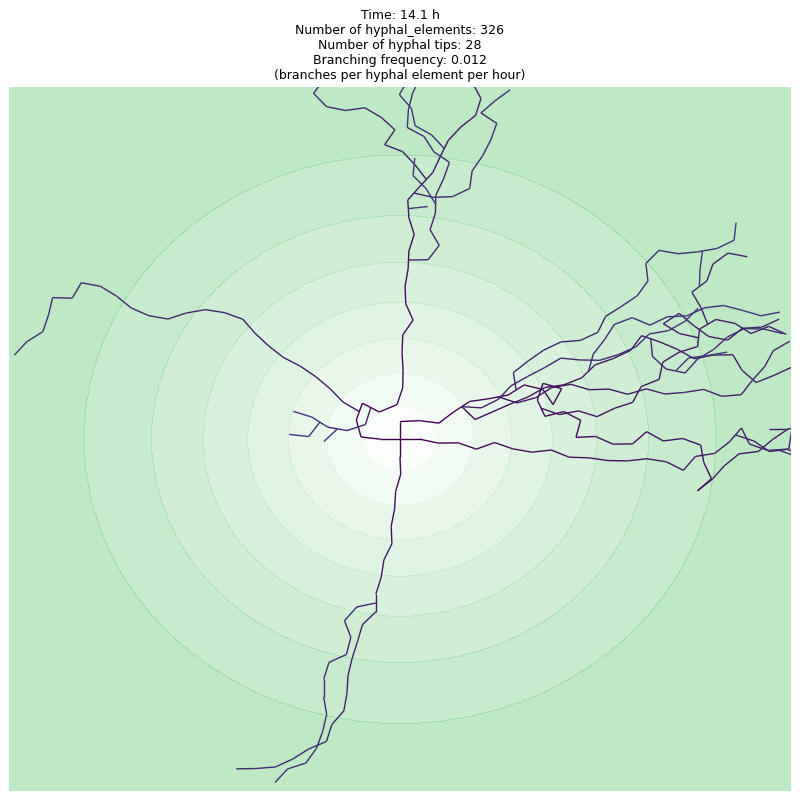 Time: 14.1 h
Number of hyphal_elements: 326
Number of hyphal tips: 28
Branching frequency: 0.012
(branches per hyphal element per hour)